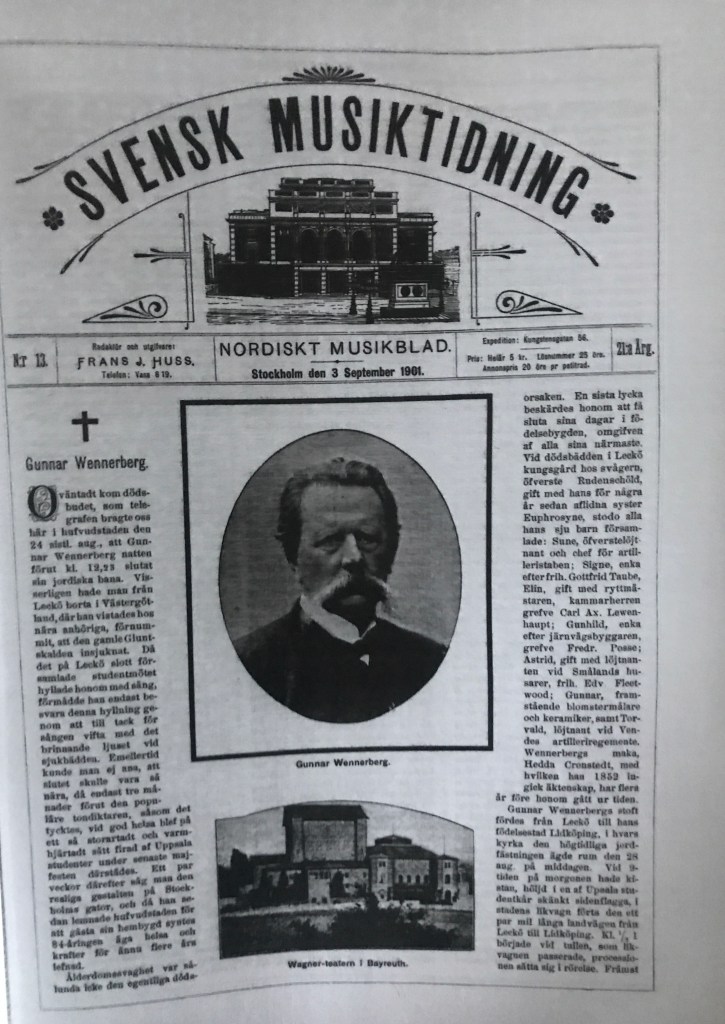 SVENSK MUSIKTIDNING
N:r 13.
Redaktör och utgifvare:
FRANS J. HUSS.
Telefon: Vasa 619.
NORDISKT MUSIKBLAD.
Stockholm den 3 September 1901.
Expedition: Kungstensgatan 56.
Pris: Helår 5 kr. Lösnummer 25 öre.
Annonspris 20 öre pr petitrad.
21:a Årg.
Gunnar Wennerberg.
Oväntadt kom döds-
budet, som tele-
grafen bragte oss
här i hufvudstaden den
24 sistl. aug., att Gun-
nar Wennerberg natten
förut kl. 12,23 slutat
sin jordiska bana. Vis-
serligen hade man från
Leckö borta i Västergöt-
land, där han vistades hos
nära anhöriga, förnum-
mit, att den gamle Glunt-
skalden insjuknat. Då
det på Leckö slott för-
samlade studentmötet
hyllade honom med sång,
förmådde han endast be-
svara denna hyllning ge-
nom att till tack för
sången vifta med det
brinnande ljuset vid
sjukbädden. Emellertid
kunde man ej ana, att
slutet skulle vara så
nära, då endast tre må-
nader förut den popu-
läre tondiktaren, såsom det
tycktes, vid god helsa blef på
ett så storartadt och varm-
hjärtadt sätt firad af Uppsala
studenter under senaste maj-
festen därstädes. Ett par
veckor därefter såg man den
resliga gestalten på Stock-
holms gator, och då han se-
dan lemnade hufvudstaden för
att gästa sin hembygd syntes
84-åringen äga helsa och
krafter för ännu flere års
lefnad.
Ålderdomssvaghet var så-
lunda icke den egentliga döds-
Gunnar Wennerberg.
Wagner-teatern i Bayreuth.
orsaken. En sista lycka
beskärdes honom att få
sluta sina dagar i fö-
delsebygden, omgifven
af alla sina närmaste.
Vid dödsbädden i Leckö
kungsgård hos svågern,
öfverste Rudenschöld,
gift med hans för några
år sedan aflidna syster
Euphrosyne, stodo alla
hans sju barn försam-
lade: Sune, öfverstelöjt-
nant och chef för artil-
leristaben; Signe, enka
efter frih. Gottfrid Taube,
Elin, gift med ryttmä-
staren, kammarherren
grefve Carl Ax. Lewen-
haupt; Gunhild, enka
efter järnvägsbyggaren,
grefve Fredr. Posse;
Astrid, gift med löjtnan-
ten vid Smålands hu-
sarer, frih. Edv Fleet-
wood; Gunnar, fram-
stående blomstermålare
och keramiker, samt Tor-
vald, löjtnant vid Ven-
des artilleriregemente.
Wennerbergs maka,
Hedda Cronstedt, med
hvilken han 1852 in-
gick äktenskap, har flera
år före honom gått ur tiden.
Gunnar Wennerbergs stoft
fördes från Leckö till hans
födelsestad Lidköping, i hvars
kyrka den högtidliga jord-
fästningen ägde rum den 28
aug. på middagen. Vid 9-
tiden på morgonen hade ki-
stan, höljd i en af Upsala stu-
dentkår skänkt sidenflagga, i
stadens likvagn förts den ett
par mil långa landvägen från
Leckö till Lidköping. Kl. ½ 1
började vid tullen, som lik-
vagnen passerade, processio-
nen sätta sig i rörelse. Främst